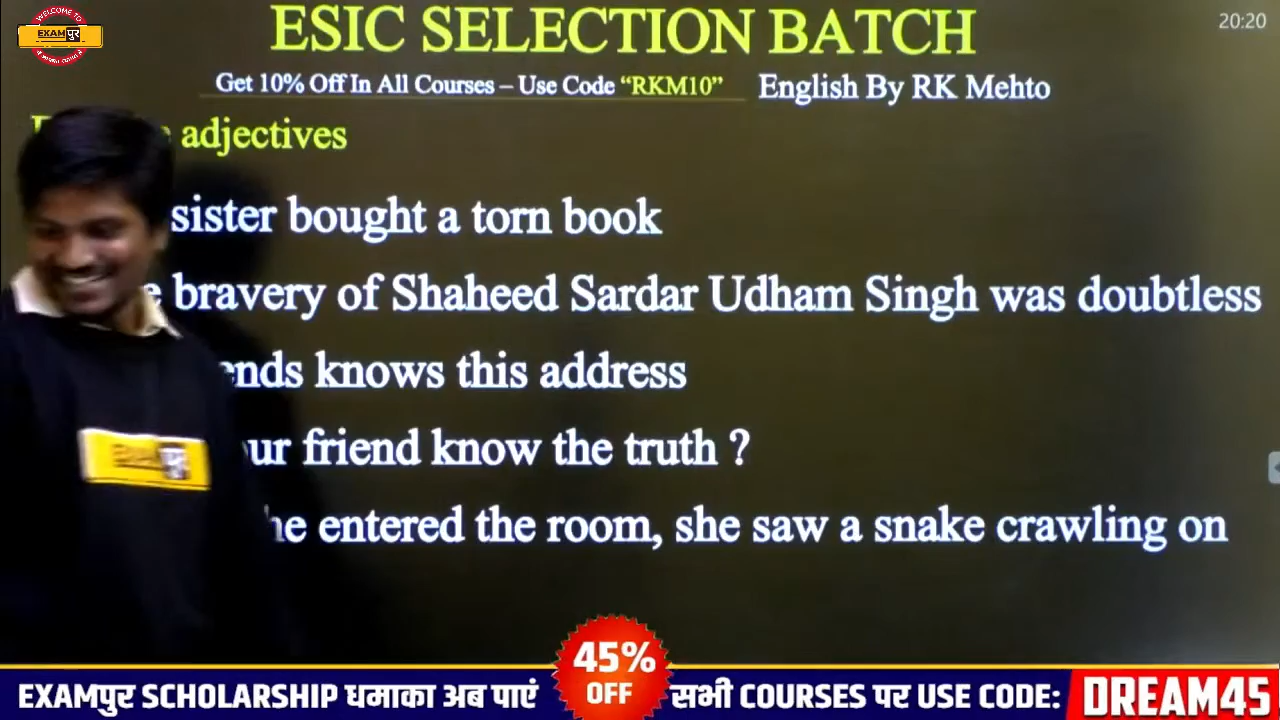 WELCOME TO
EXAMपुर
20:20
ESIC SELECTION BATCH
Get 10% Off In All Courses – Use Code “RKM10”
English By RK Mehto
adjectives
sister bought a torn book
bravery of Shaheed Sardar Udham Singh was doubtless
knows this address
friend know the truth ?
entered the room, she saw a snake crawling on
45%
OFF
EXAMपुर SCHOLARSHIP धमाका अब पाएं
सभी COURSES पर USE CODE:
DREAM45